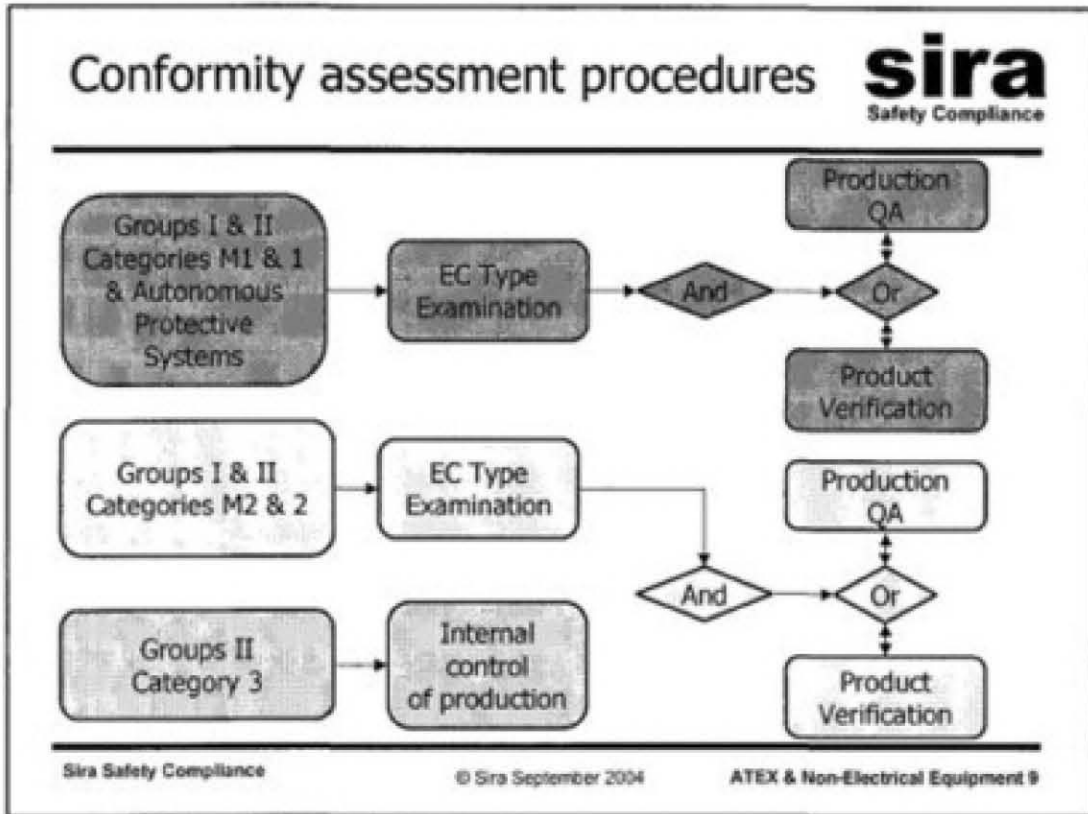 Conformity assessment procedures
sira
Safety Compliance
Groups I & II
Categories M1 & 1
& Autonomous
Protective
Systems
EC Type
Examination
And
Or
Production
QA
Product
Verification
Groups I & II
Categories M2 & 2
EC Type
Examination
And
Or
Production
QA
Product
Verification
Groups II
Category 3
Internal
control
of production
Sira Safety Compliance
© Sira September 2004
ATEX & Non-Electrical Equipment 9